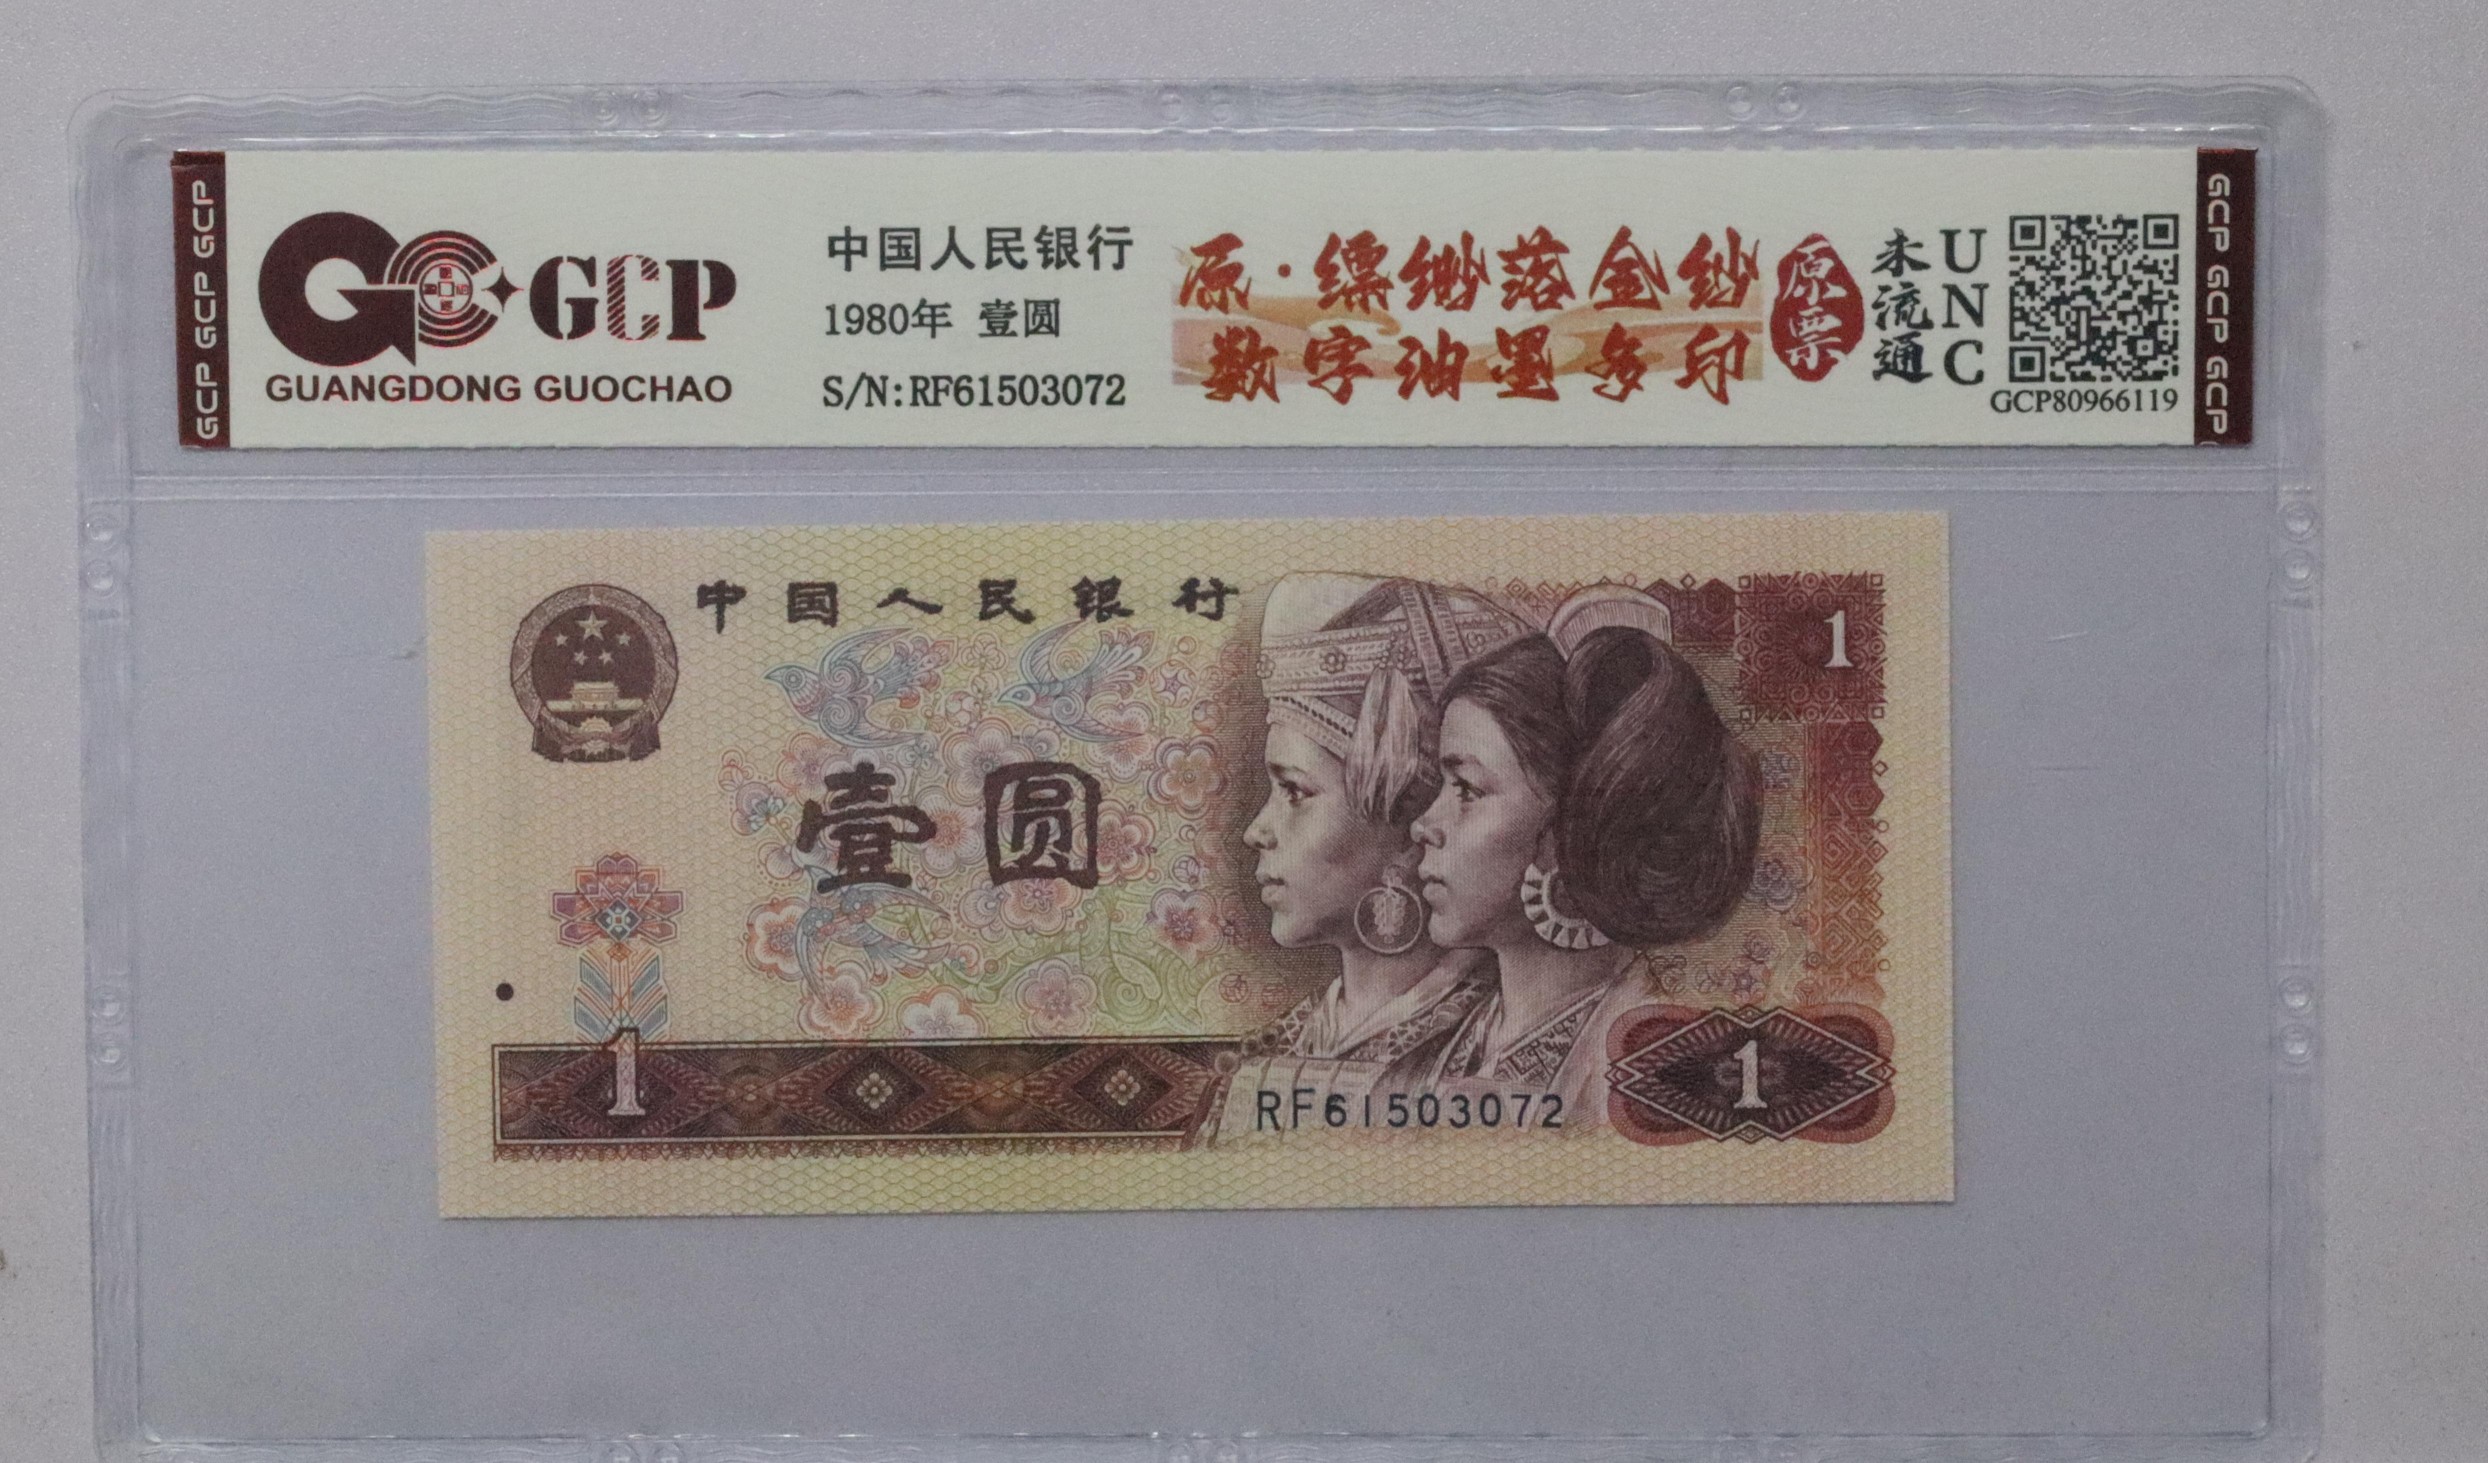 GCP GCP GCP
GCP
GUANGDONG GUOCHAO
中国人民银行
1980年 壹圆
S/N:RF61503072
原·缥缈落金纱
数字油墨多印
原票
未流通
UNC
GCP80966119
GCP GCP GCP
中国人民银行
1
壹圆
1
RF61503072
1